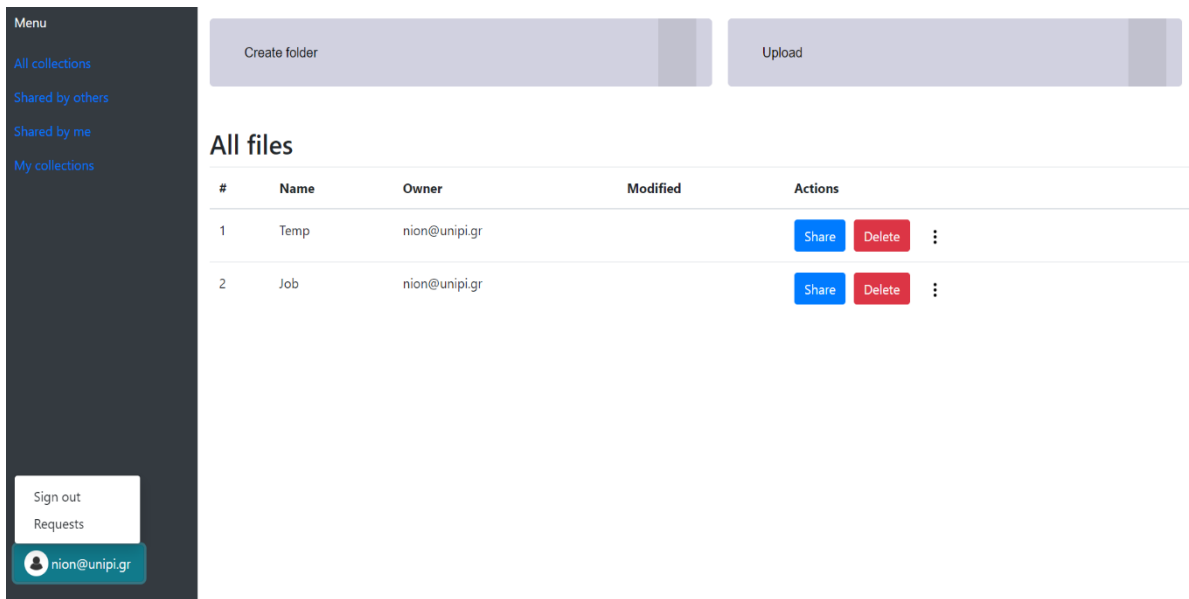 Menu
All collections
Shared by others
Shared by me
My collections
Sign out
Requests
nion@unipi.gr
Create folder
Upload
All files
# Name Owner Modified Actions
1 Temp nion@unipi.gr Share Delete
2 Job nion@unipi.gr Share Delete